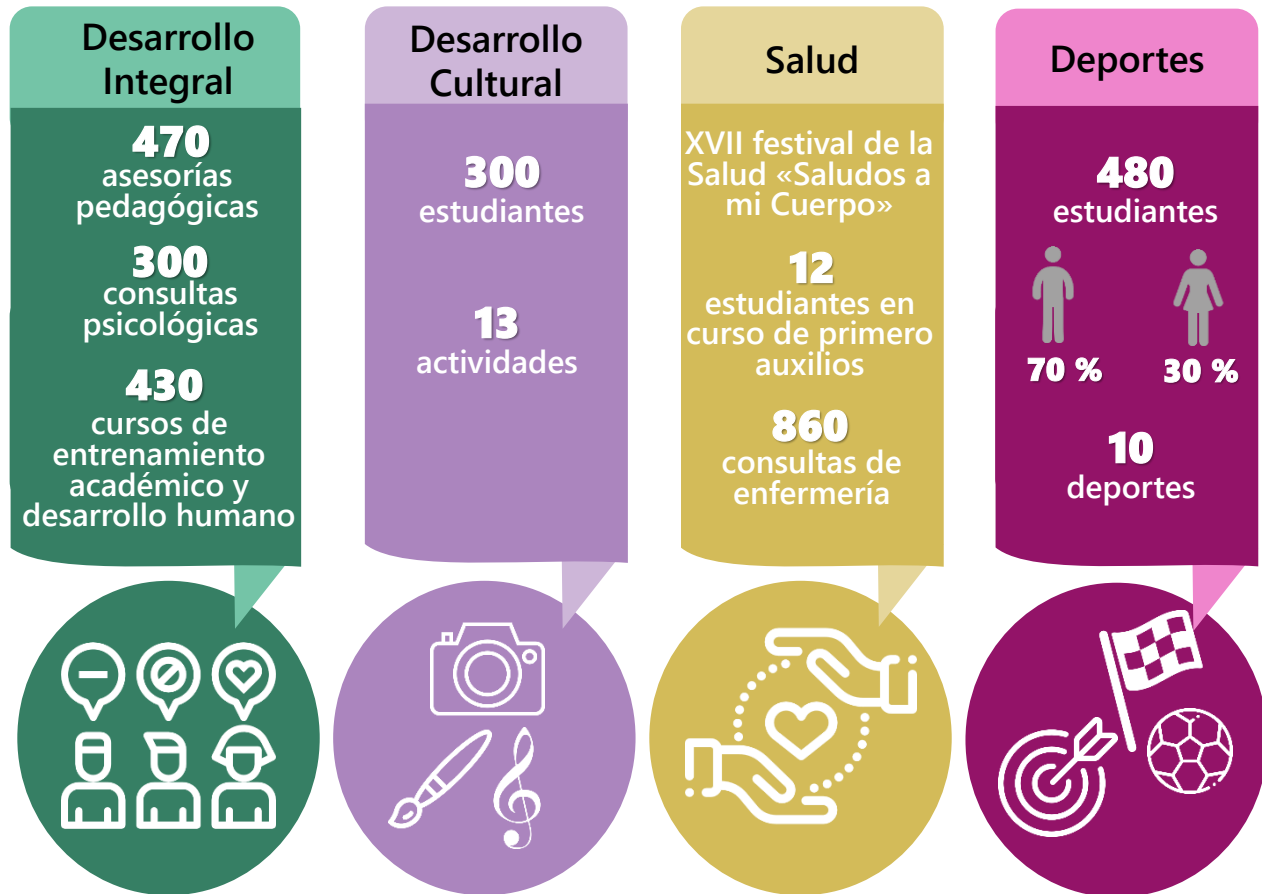 Desarrollo
Integral
470
asesorías
pedagógicas
300
consultas
psicológicas
430
cursos de
entrenamiento
académico y
desarrollo humano
Desarrollo
Cultural
300
estudiantes
13
actividades
Salud
XVII festival de la
Salud «Saludos a
mi Cuerpo»
12
estudiantes en
curso de primero
auxilios
860
consultas de
enfermería
Deportes
480
estudiantes
70 % 30 %
10
deportes